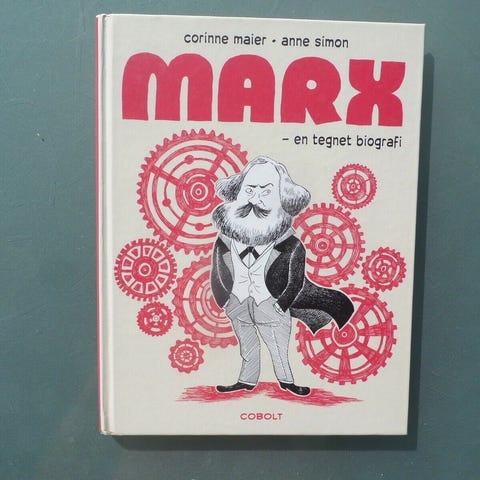 corinne maier • anne simon
MARX
– en tegnet biografi
COBOLT